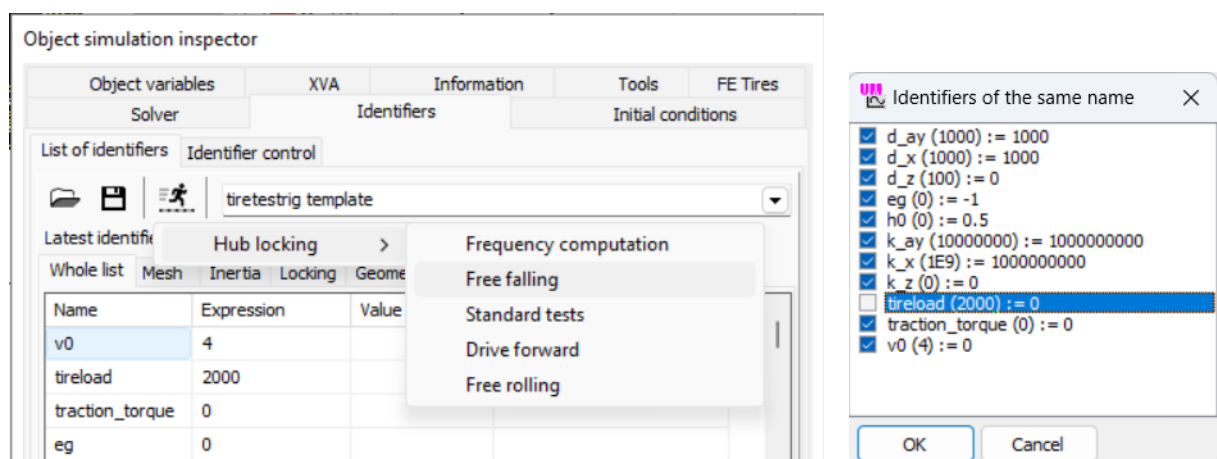 Object simulation inspector
Object variables XVA Information Tools FE Tires
Solver Identifiers Initial conditions
List of identifiers Identifier control
tiretestrig template
Latest identifie
Hub locking >
Frequency computation
Free falling
Standard tests
Drive forward
Free rolling
Whole list Mesh Inertia Locking Geome
Name Expression Value
v0 4
tireload 2000
traction_torque 0
eg 0
UM Identifiers of the same name
d_ay (1000) := 1000
d_x (1000) := 1000
d_z (100) := 0
eg (0) := -1
h0 (0) := 0.5
k_ay (10000000) := 1000000000
k_x (1E9) := 1000000000
k_z (0) := 0
tireload (2000) := 0
traction_torque (0) := 0
v0 (4) := 0
OK Cancel